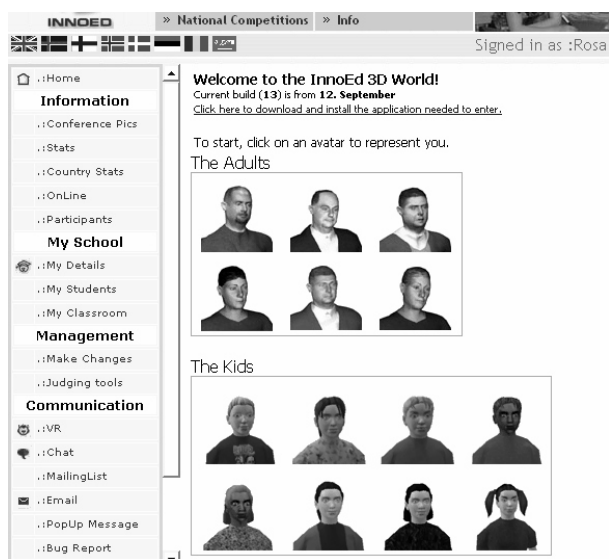 INNOED
» National Competitions » Info
Signed in as :Rosa
.:Home
Information
.:Conference Pics
.:Stats
.:Country Stats
.:OnLine
.:Participants
My School
.:My Details
.:My Students
.:My Classroom
Management
.:Make Changes
.:Judging tools
Communication
.:VR
.:Chat
.:MailingList
.:Email
.:PopUp Message
.:Bug Report
Welcome to the InnoEd 3D World!
Current build (13) is from 12. September
Click here to download and install the application needed to enter.
To start, click on an avatar to represent you.
The Adults
The Kids